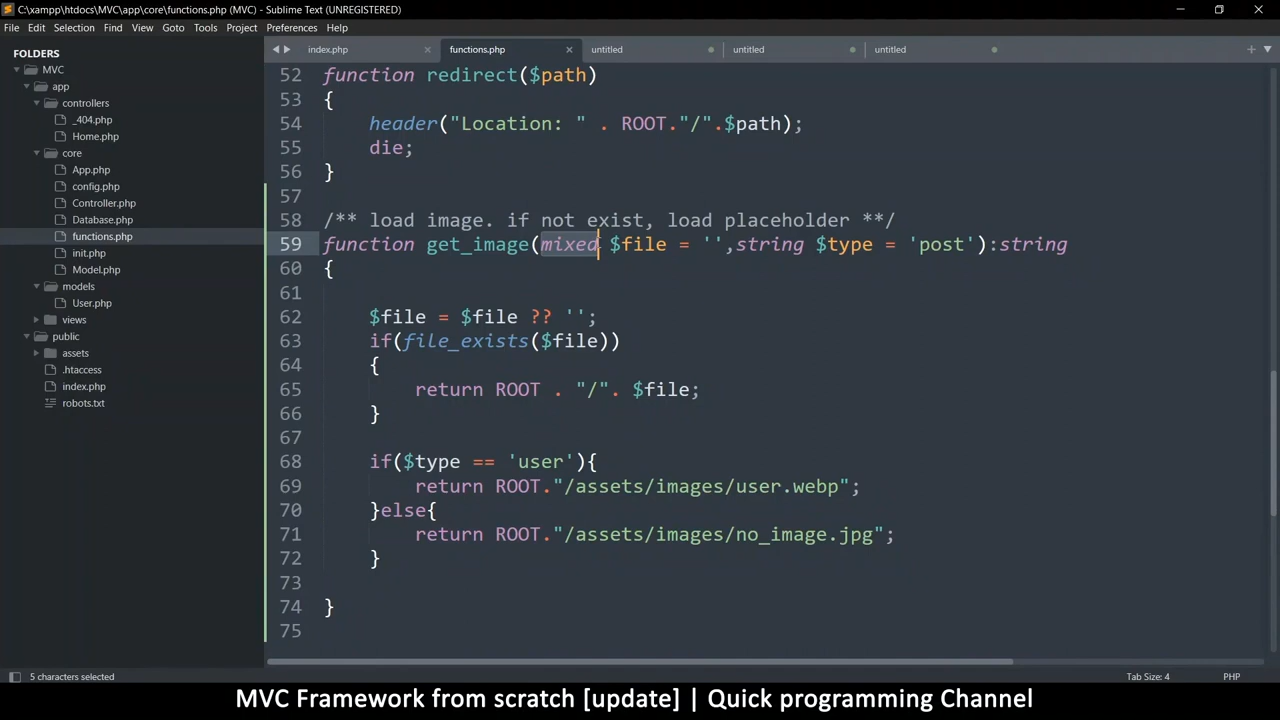 C:\xampp\htdocs\MVC\app\core\functions.php (MVC) - Sublime Text (UNREGISTERED)
File Edit Selection Find View Goto Tools Project Preferences Help
FOLDERS
MVC
app
controllers
_404.php
Home.php
core
App.php
config.php
Controller.php
Database.php
functions.php
init.php
Model.php
models
User.php
views
public
assets
.htaccess
index.php
robots.txt
index.php functions.php untitled untitled untitled
52 function redirect($path)
53 {
54 header("Location: " . ROOT."/".$path);
55 die;
56 }
57
58 /** load image. if not exist, load placeholder **/
59 function get_image(mixed $file = '',string $type = 'post'):string
60 {
61
62 $file = $file ?? '';
63 if(file_exists($file))
64 {
65 return ROOT . "/". $file;
66 }
67
68 if($type == 'user'){
69 return ROOT."/assets/images/user.webp";
70 }else{
71 return ROOT."/assets/images/no_image.jpg";
72 }
73
74 }
75
5 characters selected Tab Size: 4 PHP
MVC Framework from scratch [update] | Quick programming Channel